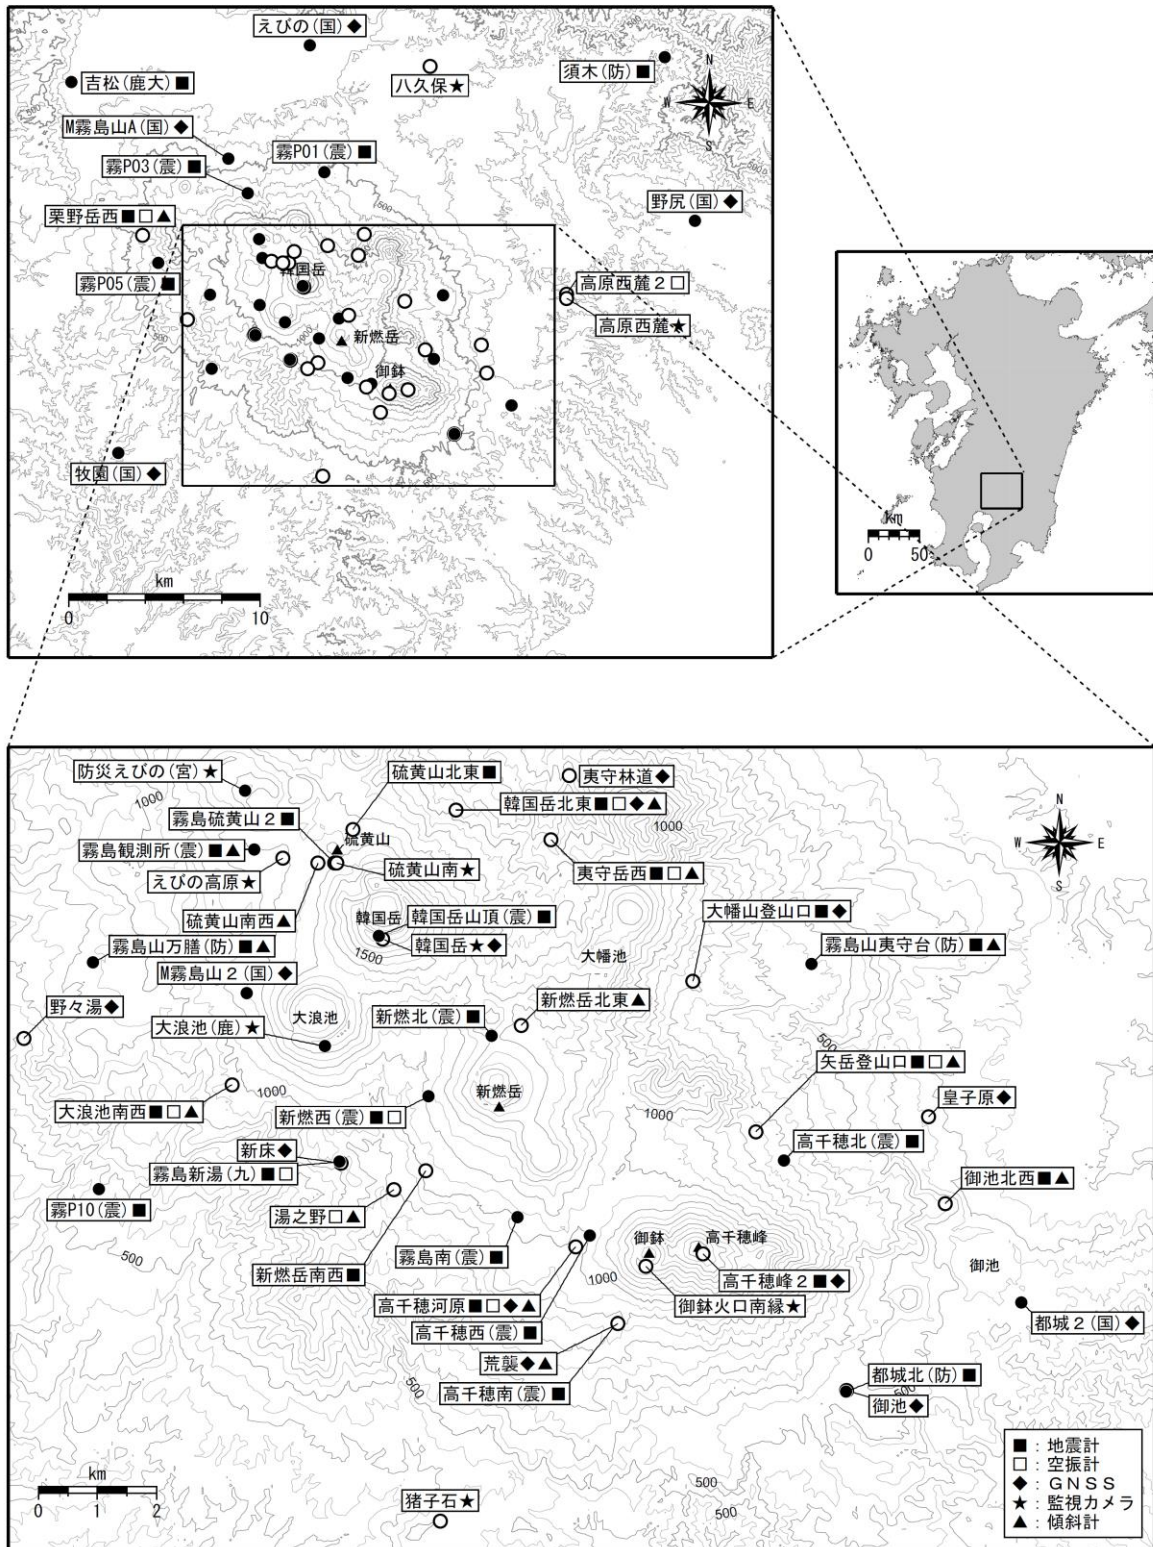 えびの(国)◆
八久保★
須木(防)■
吉松(鹿大)■
N
W E
S
M霧島山A(国)◆
霧P01(震)■
霧P03(震)■
500
野尻(国)◆
栗野岳西■□▲
霧P05(震)■
韓国岳
高原西麓2□
高原西麓★
1000
新燃岳
御鉢
500
牧園(国)◆
km
0 10
km
0 50
防災えびの(宮)★
硫黄山北東■
夷守林道◆
1000
韓国岳北東■□◆▲
N
霧島硫黄山2■
硫黄山
1000
W E
霧島観測所(震)■▲
硫黄山南★
夷守岳西■□▲
S
えびの高原★
硫黄山南西▲
大幡山登山口■◆
韓国岳
韓国岳山頂(震)■
霧島山万膳(防)■▲
韓国岳★◆
1500
大幡池
霧島山夷守台(防)■▲
M霧島山2(国)◆
野々湯◆
大浪池
新燃北(震)■
新燃岳北東▲
大浪池(鹿)★
500
矢岳登山口■□▲
1000
新燃岳
大浪池南西■□▲
新燃西(震)■□
1000
皇子原◆
高千穂北(震)■
新床◆
霧島新湯(九)■□
御池北西■▲
霧P10(震)■
湯之野□▲
500
霧島南(震)■
御鉢
高千穂峰
御池
新燃岳南西■
1000
高千穂峰2■◆
高千穂河原■□◆▲
御鉢火口南縁★
高千穂西(震)■
都城2(国)◆
荒襲◆▲
高千穂南(震)■
500
都城北(防)■
500
御池◆
■：地震計
□：空振計
◆：GNSS
★：監視カメラ
▲：傾斜計
km
0 1 2
猪子石★
500
500